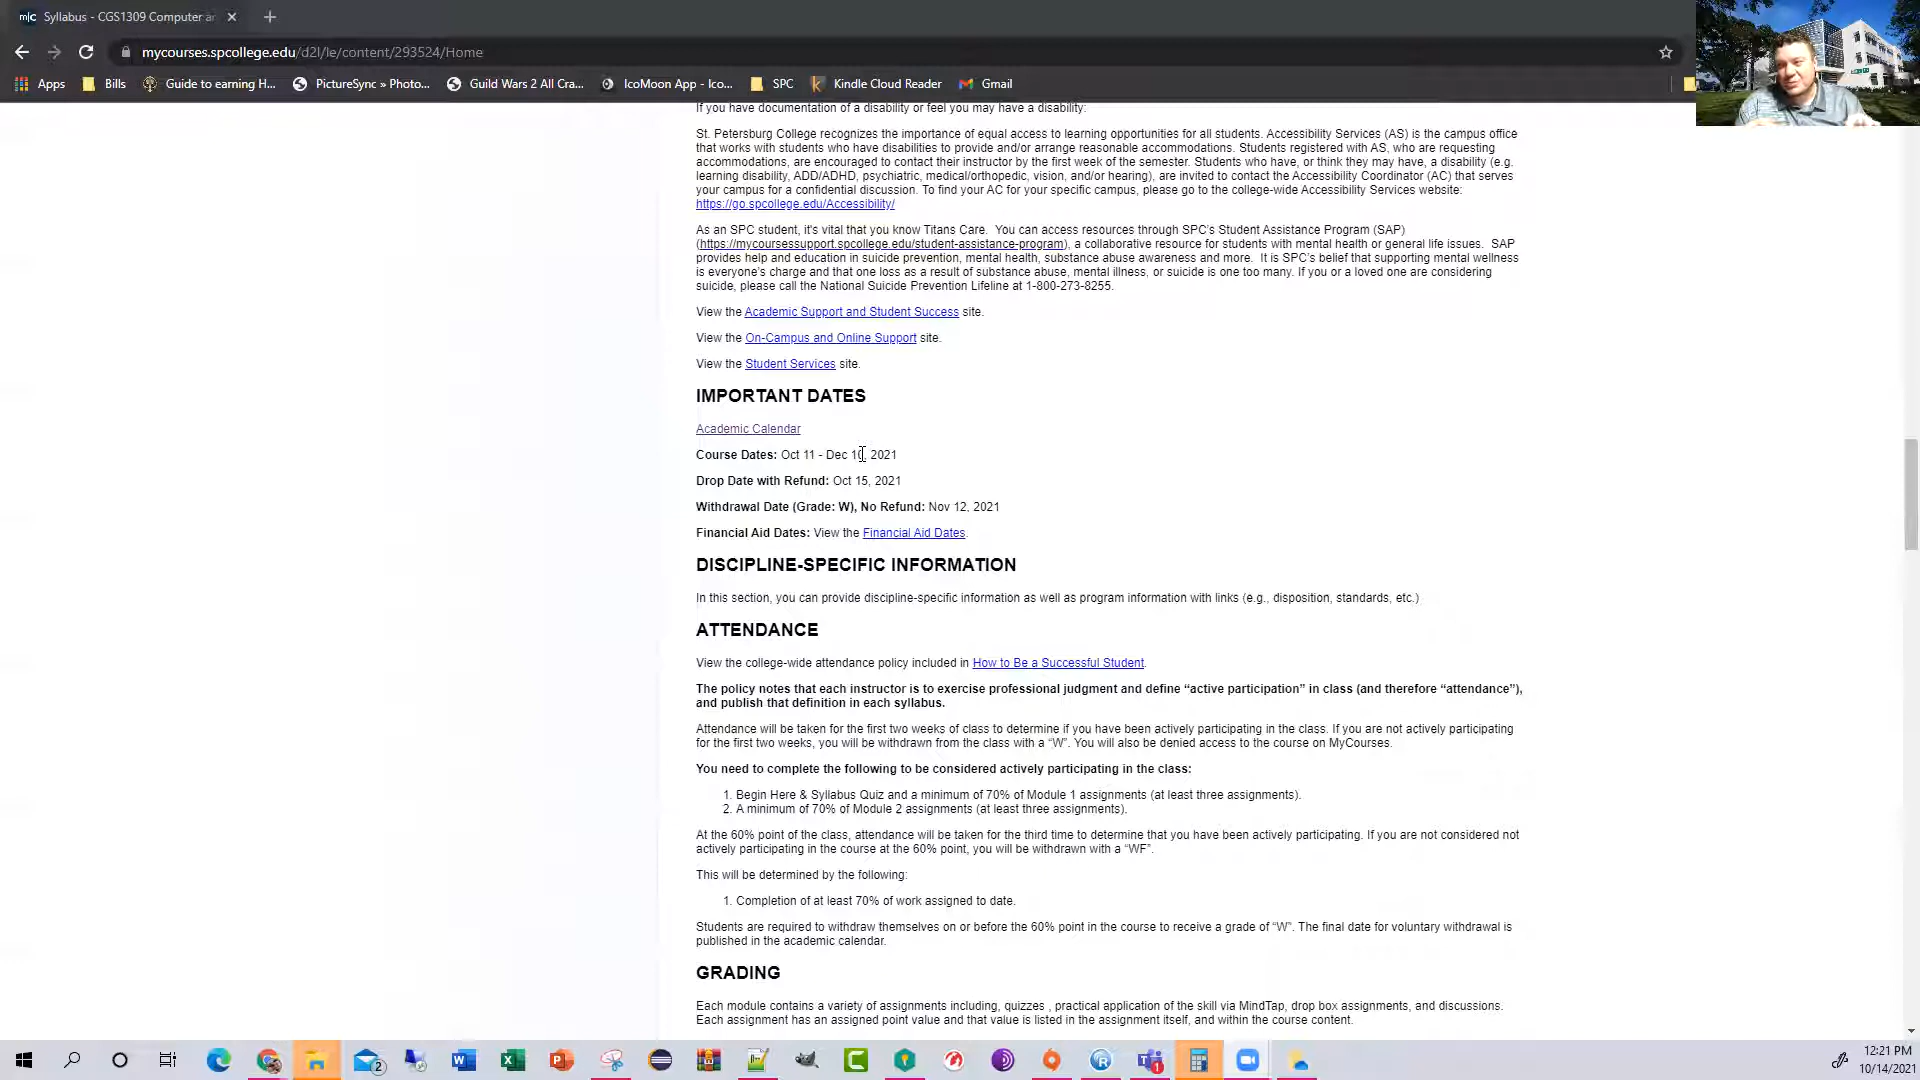 Syllabus - CGS1309 Computer ar
mycourses.spcollege.edu/d2l/le/content/293524/Home
Apps Bills Guide to earning H... PictureSync » Photo... Guild Wars 2 All Cra... IcoMoon App - Ico... SPC Kindle Cloud Reader Gmail
If you have documentation of a disability or feel you may have a disability:
St. Petersburg College recognizes the importance of equal access to learning opportunities for all students. Accessibility Services (AS) is the campus office
that works with students who have disabilities to provide and/or arrange reasonable accommodations. Students registered with AS, who are requesting
accommodations, are encouraged to contact their instructor by the first week of the semester. Students who have, or think they may have, a disability (e.g.
learning disability, ADD/ADHD, psychiatric, medical/orthopedic, vision, and/or hearing), are invited to contact the Accessibility Coordinator (AC) that serves
your campus for a confidential discussion. To find your AC for your specific campus, please go to the college-wide Accessibility Services website:
https://go.spcollege.edu/Accessibility/
As an SPC student, it's vital that you know Titans Care. You can access resources through SPC's Student Assistance Program (SAP)
(https://mycoursessupport.spcollege.edu/student-assistance-program), a collaborative resource for students with mental health or general life issues. SAP
provides help and education in suicide prevention, mental health, substance abuse awareness and more. It is SPC's belief that supporting mental wellness
is everyone's charge and that one loss as a result of substance abuse, mental illness, or suicide is one too many. If you or a loved one are considering
suicide, please call the National Suicide Prevention Lifeline at 1-800-273-8255.
View the Academic Support and Student Success site.
View the On-Campus and Online Support site.
View the Student Services site.
IMPORTANT DATES
Academic Calendar
Course Dates: Oct 11 - Dec 10, 2021
Drop Date with Refund: Oct 15, 2021
Withdrawal Date (Grade: W), No Refund: Nov 12, 2021
Financial Aid Dates: View the Financial Aid Dates.
DISCIPLINE-SPECIFIC INFORMATION
In this section, you can provide discipline-specific information as well as program information with links (e.g., disposition, standards, etc.)
ATTENDANCE
View the college-wide attendance policy included in How to Be a Successful Student.
The policy notes that each instructor is to exercise professional judgment and define “active participation” in class (and therefore “attendance”),
and publish that definition in each syllabus.
Attendance will be taken for the first two weeks of class to determine if you have been actively participating in the class. If you are not actively participating
for the first two weeks, you will be withdrawn from the class with a “W”. You will also be denied access to the course on MyCourses.
You need to complete the following to be considered actively participating in the class:
1. Begin Here & Syllabus Quiz and a minimum of 70% of Module 1 assignments (at least three assignments).
2. A minimum of 70% of Module 2 assignments (at least three assignments).
At the 60% point of the class, attendance will be taken for the third time to determine that you have been actively participating. If you are not considered not
actively participating in the course at the 60% point, you will be withdrawn with a “WF”.
This will be determined by the following:
1. Completion of at least 70% of work assigned to date.
Students are required to withdraw themselves on or before the 60% point in the course to receive a grade of “W”. The final date for voluntary withdrawal is
published in the academic calendar.
GRADING
Each module contains a variety of assignments including, quizzes , practical application of the skill via MindTap, drop box assignments, and discussions.
Each assignment has an assigned point value and that value is listed in the assignment itself, and within the course content.
12:21 PM
10/14/2021